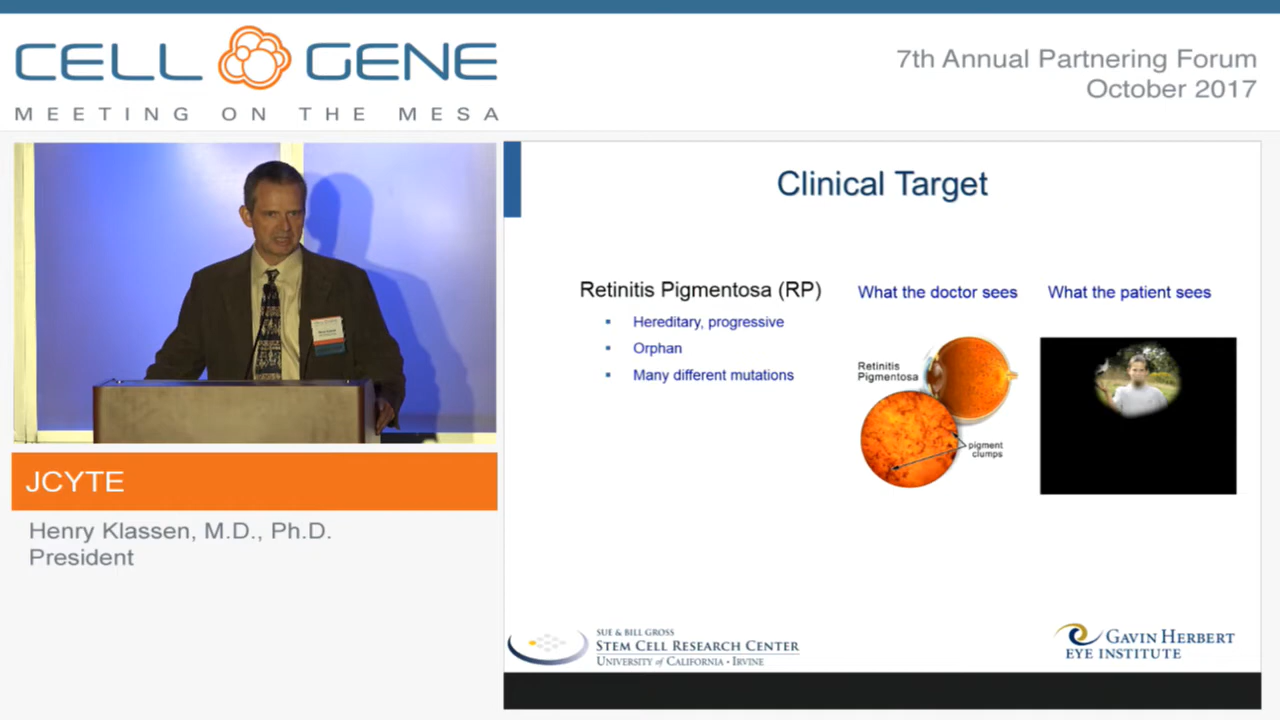 CELL GENE
MEETING ON THE MESA
7th Annual Partnering Forum
October 2017
JCYTE
Henry Klassen, M.D., Ph.D.
President
Clinical Target
Retinitis Pigmentosa (RP)
▪ Hereditary, progressive
▪ Orphan
▪ Many different mutations
What the doctor sees
Retinitis
Pigmentosa
pigment
clumps
What the patient sees
SUE & BILL GROSS
STEM CELL RESEARCH CENTER
UNIVERSITY of CALIFORNIA • IRVINE
GAVIN HERBERT
EYE INSTITUTE